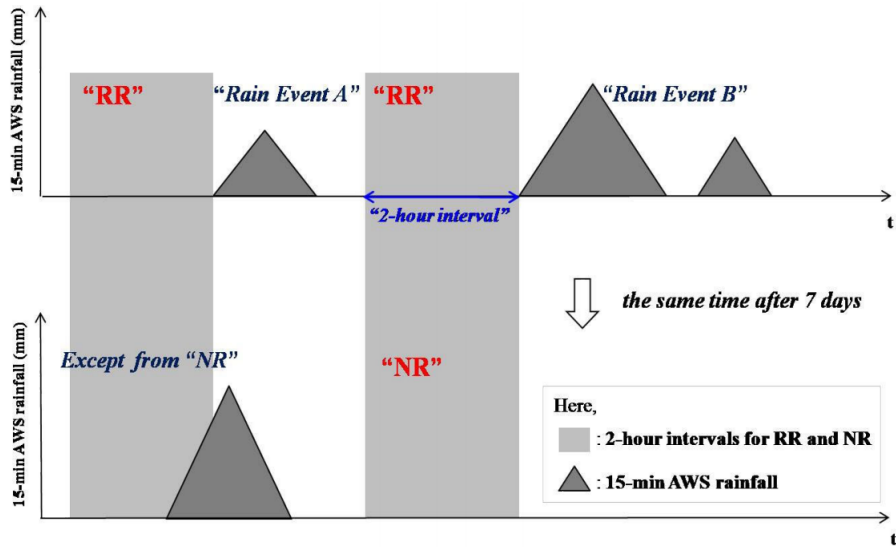 15-min AWS rainfall (mm)
“RR”
“Rain Event A”
“RR”
“Rain Event B”
“2-hour interval”
t
the same time after 7 days
15-min AWS rainfall (mm)
Except from “NR”
“NR”
Here,
: 2-hour intervals for RR and NR
: 15-min AWS rainfall
t